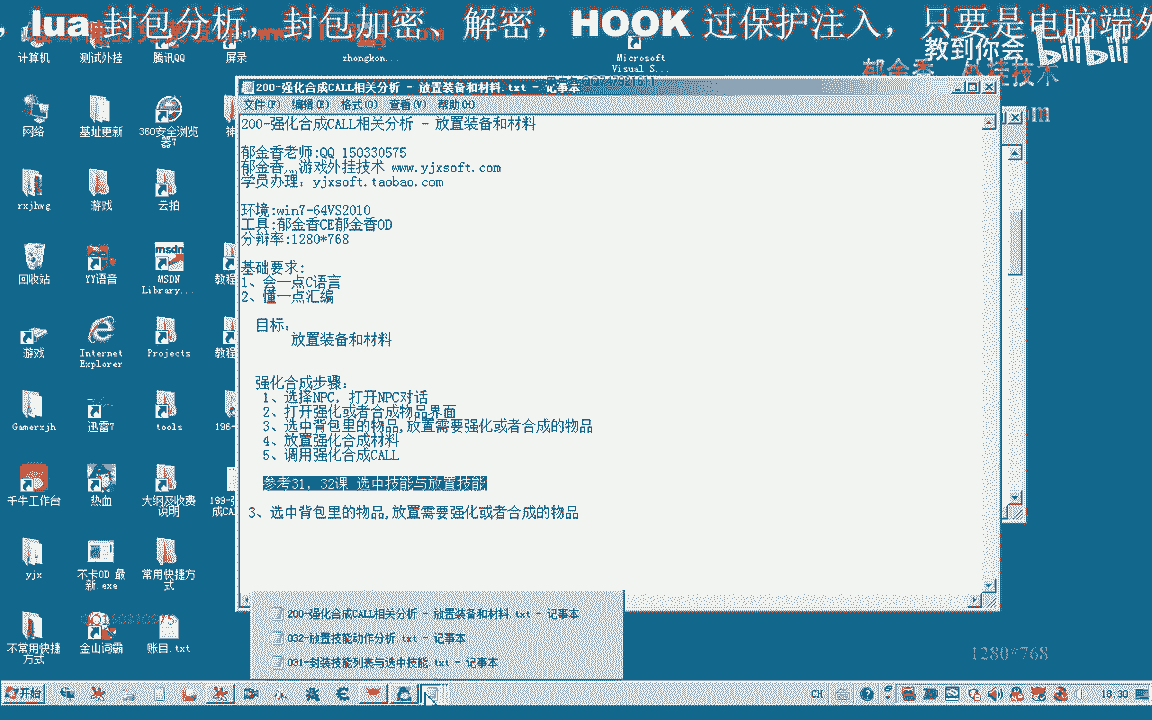 ，lua 封包分析，封包加密、解密，HOOK 过保护注入，只要是电脑端外
教到你会
bilibili
郁金香
外挂技术
计算机
测试外挂
腾讯QQ
屏录
zhongkon...
Microsoft
Visual S...
网络
基址更新
360安全浏览
器7
rxjhwg
游戏
云拍
回收站
YY语音
MSDN
Library...
游戏
Internet
Explorer
Projects
Gamerxjh
迅雷7
tools
千牛工作台
热血
大纲及收费
说明
yjx
不卡OD 最
新 exe
常用快捷方
式
不常用快捷
方式
金山词霸
账目.txt
200-强化合成CALL相关分析 - 放置装备和材料.txt - 记事本
文件(F) 编辑(E) 格式(O) 查看(V) 帮助(H)
200-强化合成CALL相关分析 - 放置装备和材料
郁金香老师:QQ 150330575
郁金香灬游戏外挂技术 www.yjxsoft.com
学员办理：yjxsoft.taobao.com
环境:win7-64VS2010
工具:郁金香CE郁金香OD
分辩率:1280*768
基础要求:
1、会一点C语言
2、懂一点汇编
目标：
放置装备和材料
强化合成步骤：
1、选择NPC，打开NPC对话
2、打开强化或者合成物品界面
3、选中背包里的物品,放置需要强化或者合成的物品
4、放置强化合成材料
5、调用强化合成CALL
参考31，32课 选中技能与放置技能
3、选中背包里的物品,放置需要强化或者合成的物品
200-强化合成CALL相关分析 - 放置装备和材料.txt - 记事本
032-放置技能动作分析.txt - 记事本
031-封装技能列表与选中技能.txt - 记事本
1280*768
开始
CH
19:30